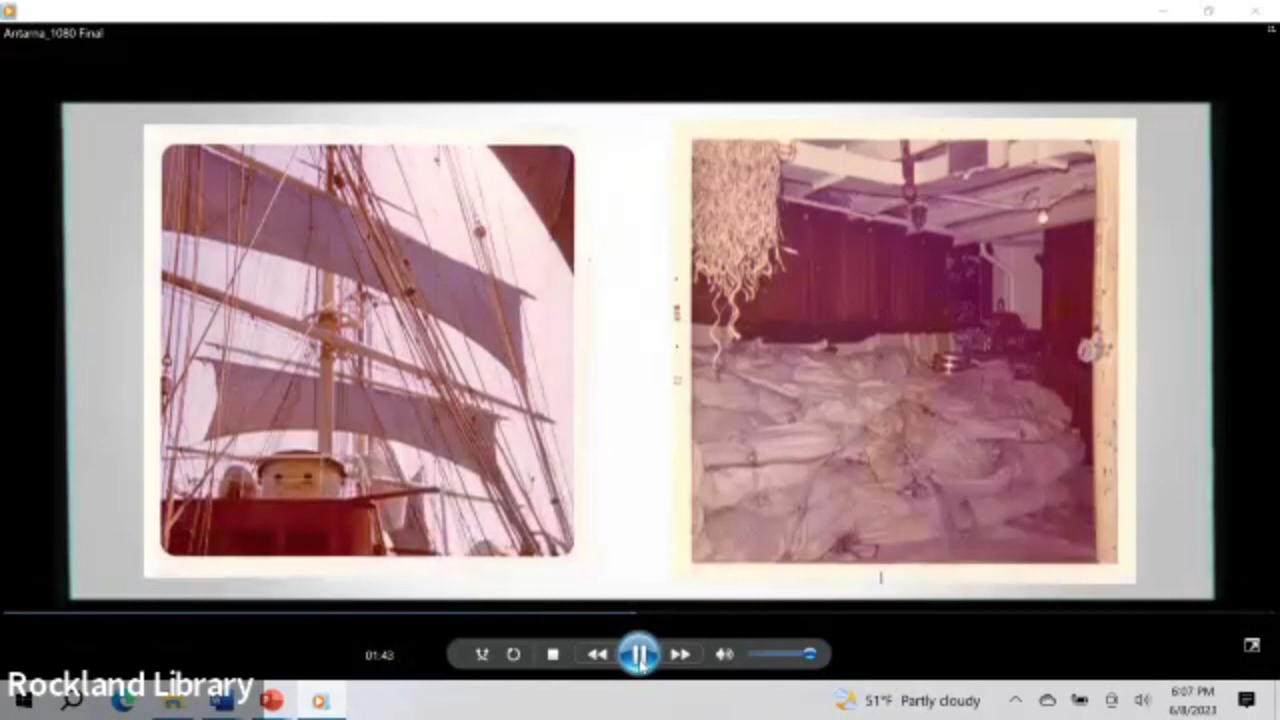 Antarna_1080 Final
01:43
Rockland Library
51°F Partly cloudy
6:07 PM
6/8/2023